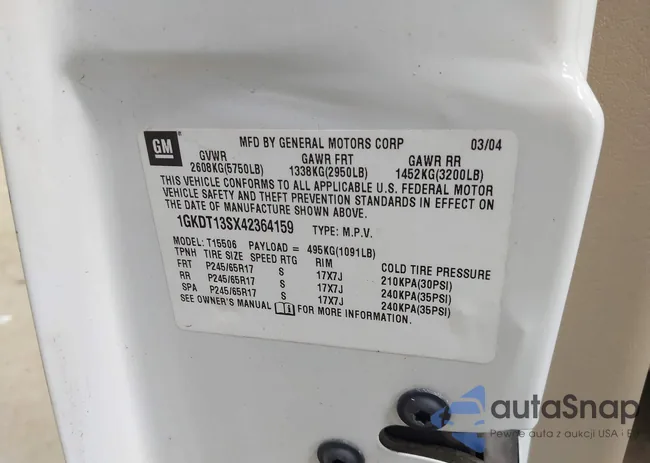 GM
MFD BY GENERAL MOTORS CORP 03/04
GVWR GAWR FRT GAWR RR
2608KG(5750LB) 1338KG(2950LB) 1452KG(3200LB)
THIS VEHICLE CONFORMS TO ALL APPLICABLE U.S. FEDERAL MOTOR
VEHICLE SAFETY AND THEFT PREVENTION STANDARDS IN EFFECT ON
THE DATE OF MANUFACTURE SHOWN ABOVE.
1GKDT13SX42364159 TYPE: M.P.V.
MODEL: T15506 PAYLOAD = 495KG(1091LB)
TPNH TIRE SIZE SPEED RTG RIM COLD TIRE PRESSURE
FRT P245/65R17 S 17X7J 210KPA(30PSI)
RR P245/65R17 S 17X7J 240KPA(35PSI)
SPA P245/65R17 S 17X7J 240KPA(35PSI)
SEE OWNER'S MANUAL FOR MORE INFORMATION.
autaSnap
Pewne auta z aukcji USA